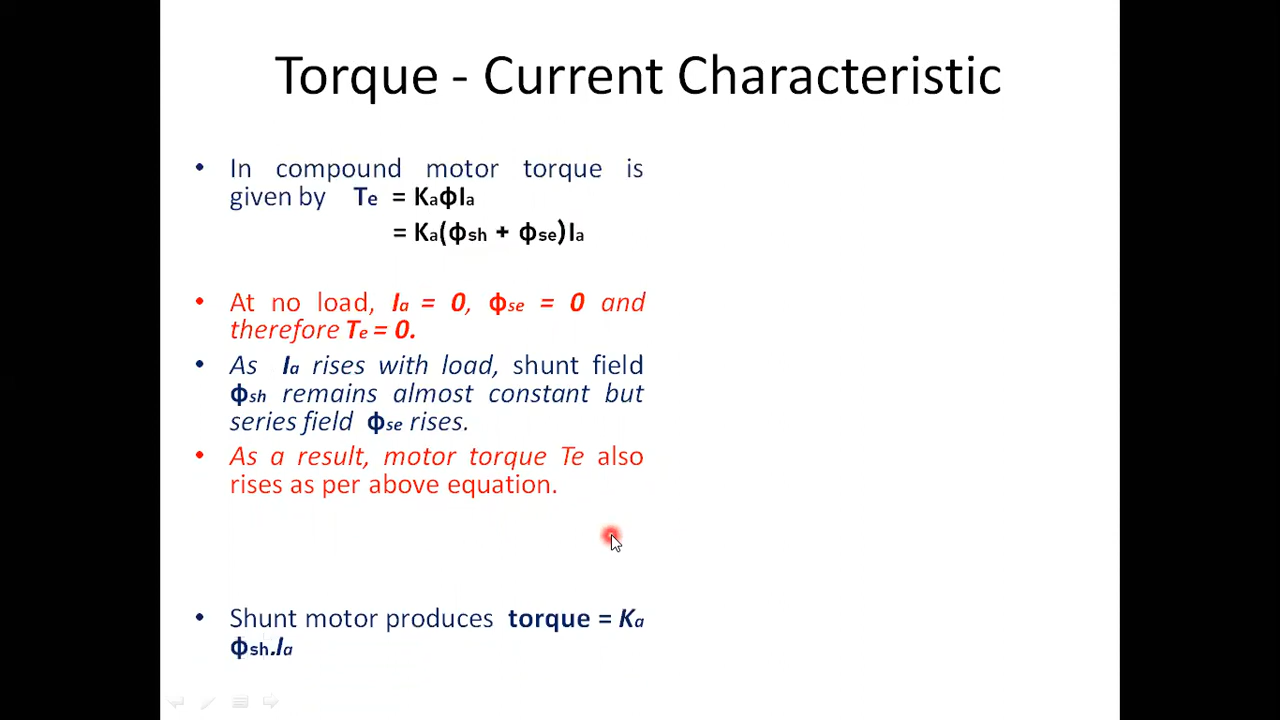 Torque - Current Characteristic
• In compound motor torque is
given by Te = KaϕIa
= Ka(ϕsh + ϕse)Ia
• At no load, Ia = 0, ϕse = 0 and
therefore Te = 0.
• As Ia rises with load, shunt field
ϕsh remains almost constant but
series field ϕse rises.
• As a result, motor torque Te also
rises as per above equation.
• Shunt motor produces torque = Ka
ϕsh.Ia